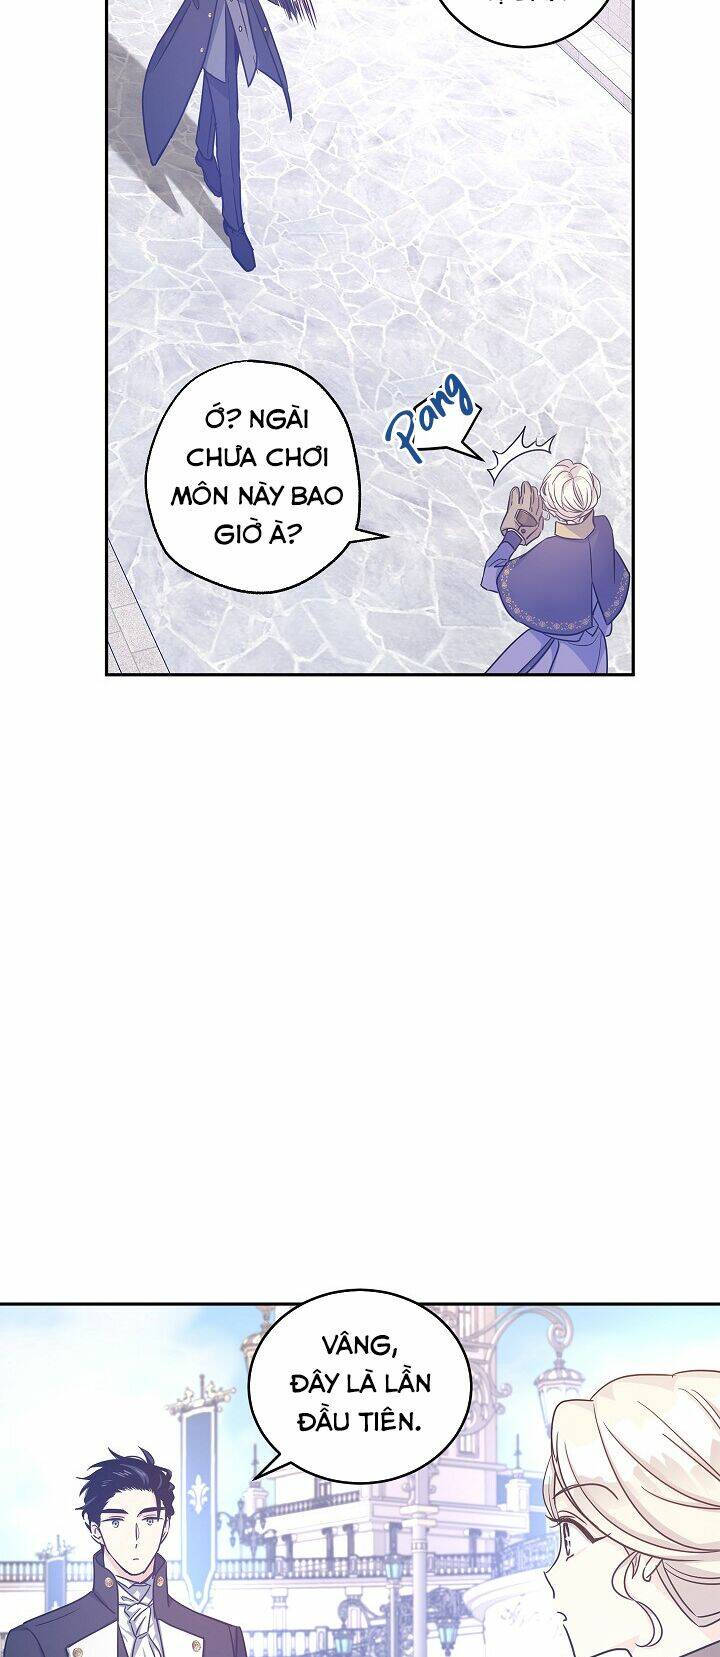 Ớ? NGÀI
CHƯA CHƠI
MÔN NÀY BAO
GIỜ À?
Pang
VÂNG,
ĐÂY LÀ LẦN
ĐẦU TIÊN.